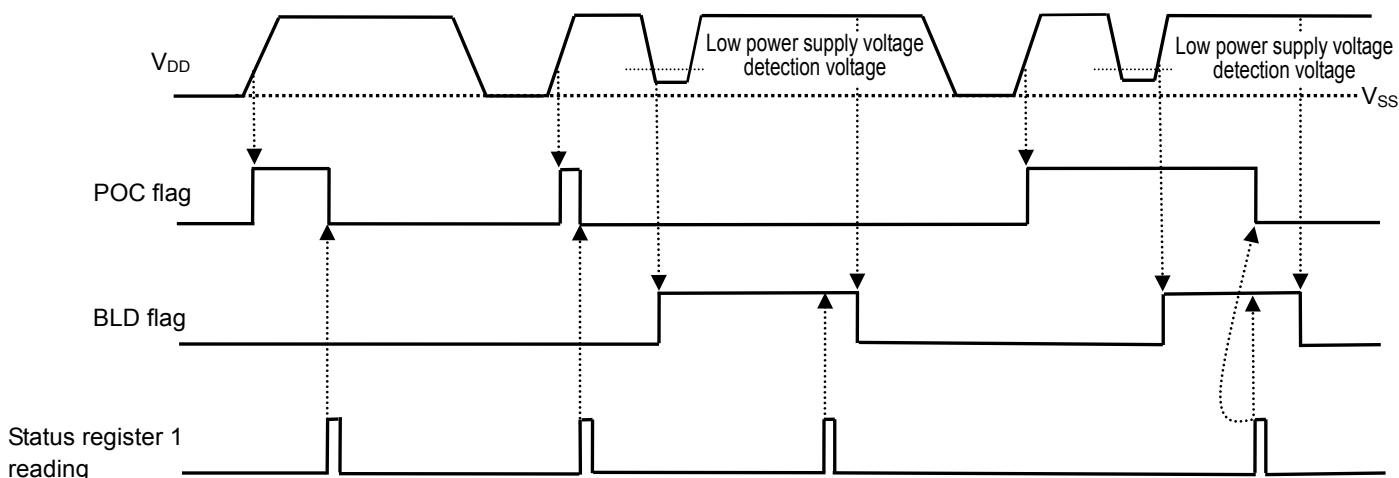 Low power supply voltage
detection voltage
Low power supply voltage
detection voltage
VDD
VSS
POC flag
BLD flag
Status register 1
reading